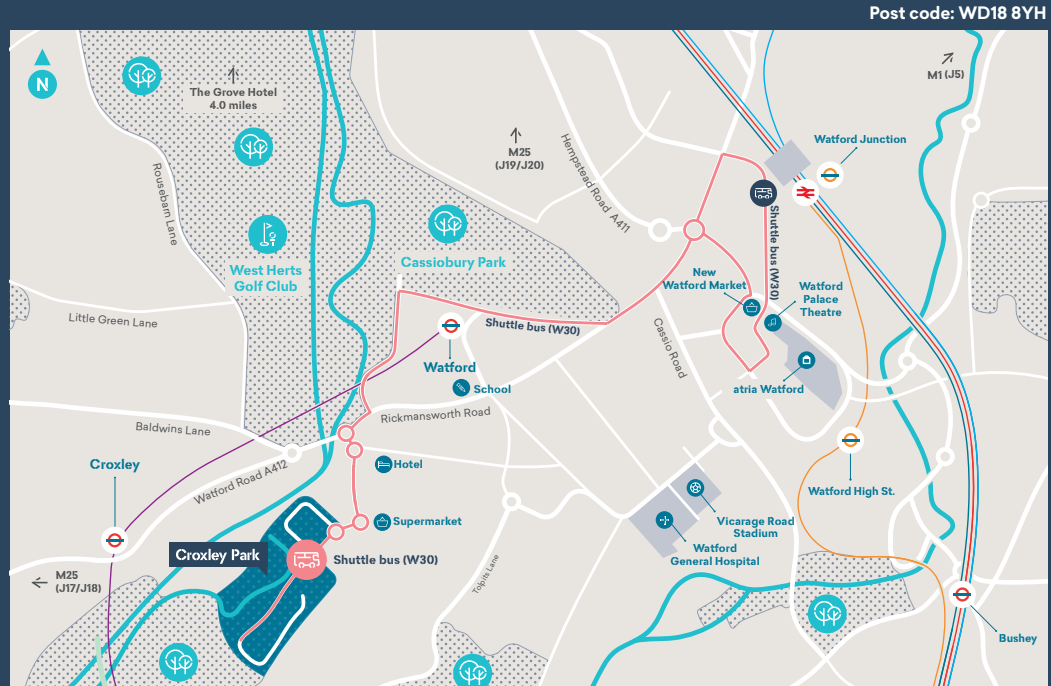 Post code: WD18 8YH
N
The Grove Hotel
4.0 miles
M1 (J5)
M25
(J19/J20)
Hempstead Road A411
Watford Junction
Rousebarn Lane
West Herts
Golf Club
Cassiobury Park
Shuttle bus (W30)
New
Watford Market
Watford
Palace
Theatre
Little Green Lane
Shuttle bus (W30)
Cassio Road
Watford
School
atria Watford
Rickmansworth Road
Baldwins Lane
Croxley
Watford Road A412
Hotel
Watford High St.
Supermarket
Vicarage Road
Stadium
Watford
General Hospital
Croxley Park
Shuttle bus (W30)
Tolpits Lane
M25
(J17/J18)
Bushey